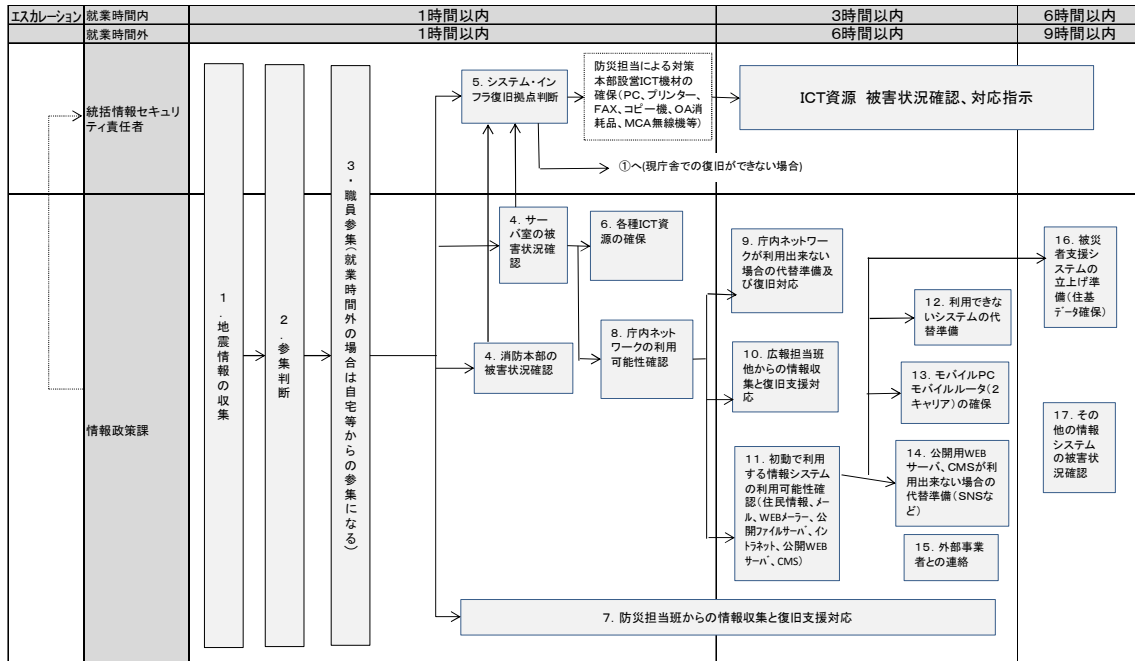 エスカレーション
就業時間内
1時間以内
3時間以内
6時間以内
就業時間外
1時間以内
6時間以内
9時間以内
統括情報セキュリ
ティ責任者
情報政策課
1．地震情報の収集
2．参集判断
3．職員参集(就業時間外の場合は自宅等からの参集になる)
5．システム・イン
フラ復旧拠点判断
防災担当による対策
本部設営ICT機材の
確保(PC、プリンター、
FAX、コピー機、OA消
耗品、MCA無線機等)
ICT資源 被害状況確認、対応指示
①へ(現庁舎での復旧ができない場合)
4．サー
バ室の被
害状況確
認
6．各種ICT資
源の確保
4．消防本部の
被害状況確認
8．庁内ネット
ワークの利用
可能性確認
9．庁内ネットワー
クが利用出来ない
場合の代替準備及
び復旧対応
10．広報担当班
他からの情報収
集と復旧支援対
応
11．初動で利用
する情報システム
の利用可能性確
認(住民情報、メー
ル、WEBメーラー、公
開ファイルサーバ、イン
トラネット、公開WEB
サーバ、CMS)
12．利用でき
ないシステムの代
替準備
13．モバイルPC
モバイルルータ(2
キャリア)の確保
14．公開用WEB
サーバ、CMSが利
用出来ない場合の
代替準備(SNSな
ど)
15．外部事業
者との連絡
16．被災
者支援シ
ステムの
立上げ準
備(住基
データ確保)
17．その
他の情報
システム
の被害状
況確認
7．防災担当班からの情報収集と復旧支援対応